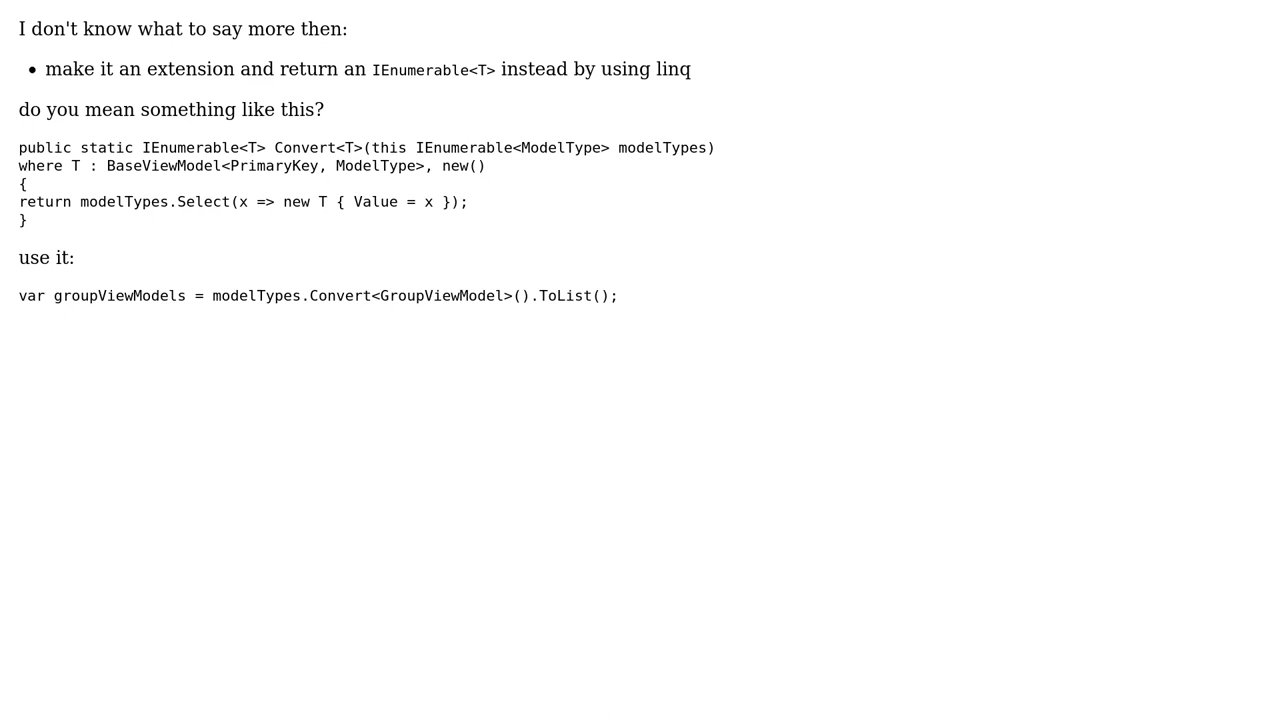 I don't know what to say more then:
• make it an extension and return an IEnumerable<T> instead by using linq
do you mean something like this?
public static IEnumerable<T> Convert<T>(this IEnumerable<ModelType> modelTypes)
where T : BaseViewModel<PrimaryKey, ModelType>, new()
{
return modelTypes.Select(x => new T { Value = x });
}
use it:
var groupViewModels = modelTypes.Convert<GroupViewModel>().ToList();